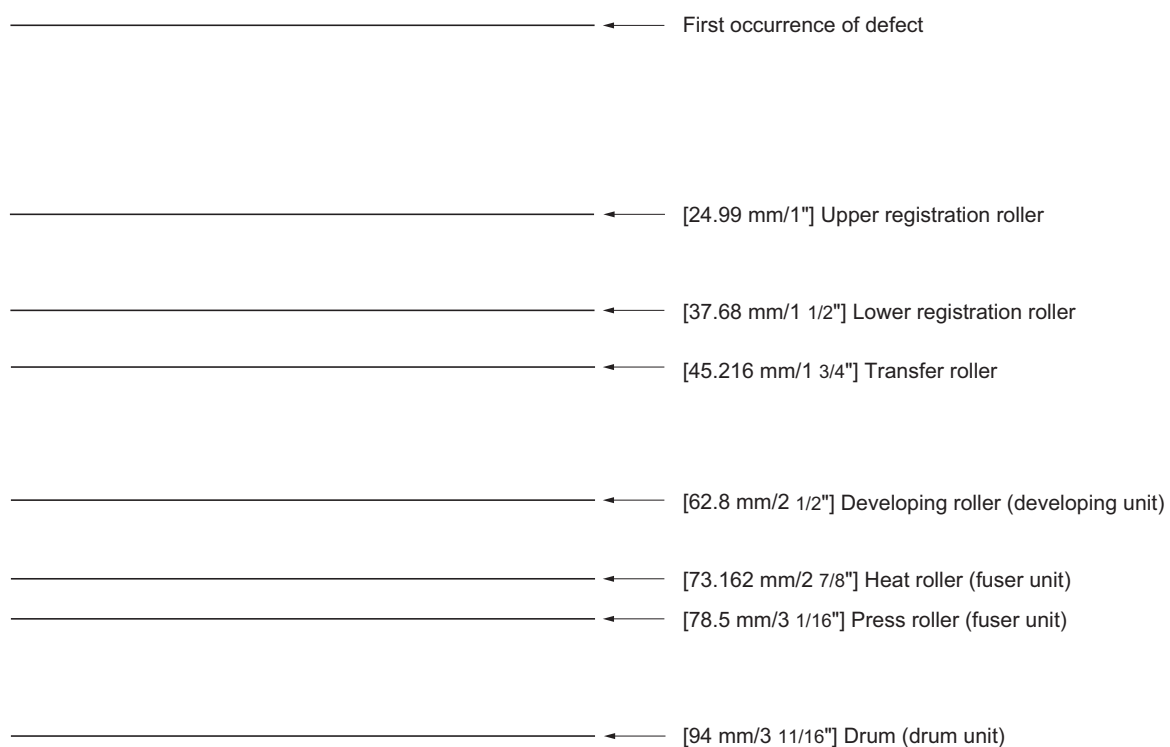 First occurrence of defect
[24.99 mm/1"] Upper registration roller
[37.68 mm/1 1/2"] Lower registration roller
[45.216 mm/1 3/4"] Transfer roller
[62.8 mm/2 1/2"] Developing roller (developing unit)
[73.162 mm/2 7/8"] Heat roller (fuser unit)
[78.5 mm/3 1/16"] Press roller (fuser unit)
[94 mm/3 11/16"] Drum (drum unit)